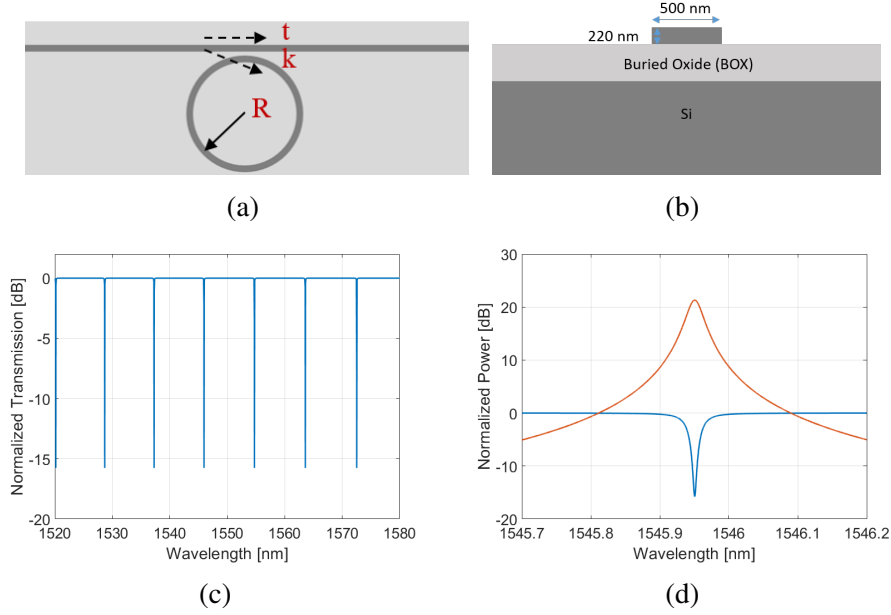 t
k
R
(a)
500 nm
220 nm
Buried Oxide (BOX)
Si
(b)
Normalized Transmission [dB]
0
-5
-10
-15
-20
1520 1530 1540 1550 1560 1570 1580
Wavelength [nm]
(c)
Normalized Power [dB]
30
20
10
0
-10
-20
1545.7 1545.8 1545.9 1546 1546.1 1546.2
Wavelength [nm]
(d)